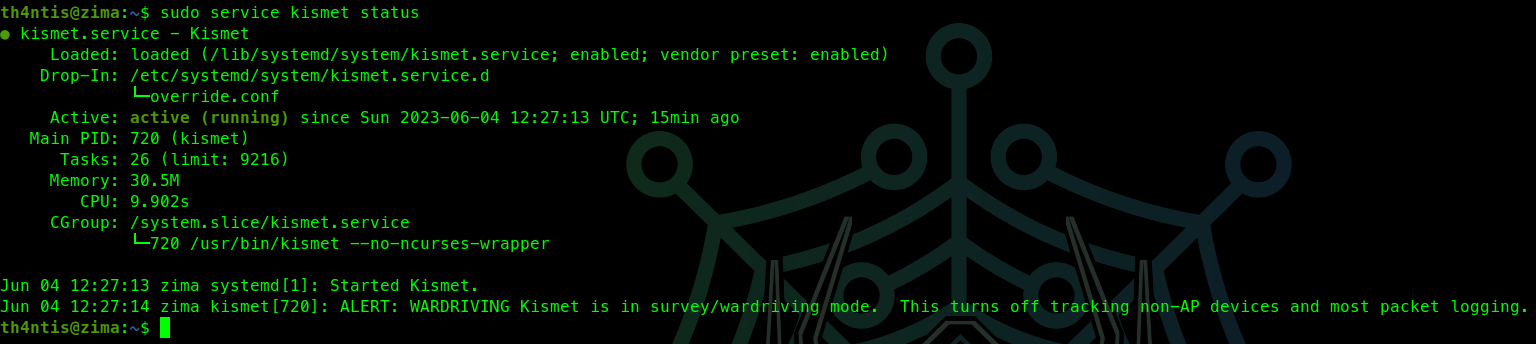 th4ntis@zima:~$ sudo service kismet status
● kismet.service - Kismet
     Loaded: loaded (/lib/systemd/system/kismet.service; enabled; vendor preset: enabled)
    Drop-In: /etc/systemd/system/kismet.service.d
             └─override.conf
     Active: active (running) since Sun 2023-06-04 12:27:13 UTC; 15min ago
   Main PID: 720 (kismet)
      Tasks: 26 (limit: 9216)
     Memory: 30.5M
        CPU: 9.902s
     CGroup: /system.slice/kismet.service
             └─720 /usr/bin/kismet --no-ncurses-wrapper

Jun 04 12:27:13 zima systemd[1]: Started Kismet.
Jun 04 12:27:14 zima kismet[720]: ALERT: WARDRIVING Kismet is in survey/wardriving mode.  This turns off tracking non-AP devices and most packet logging.
th4ntis@zima:~$